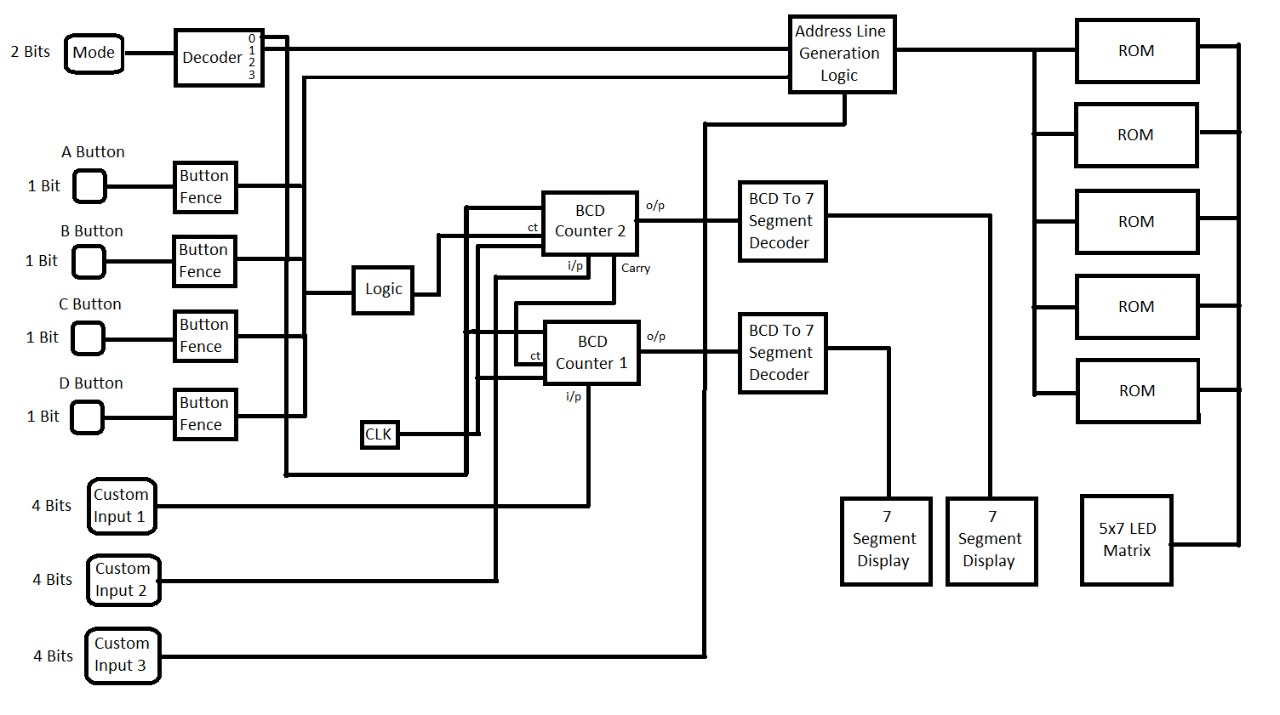 2 Bits
Mode
Decoder
0
1
2
3
Address Line
Generation
Logic
ROM
ROM
ROM
ROM
ROM
A Button
1 Bit
Button
Fence
B Button
1 Bit
Button
Fence
C Button
1 Bit
Button
Fence
D Button
1 Bit
Button
Fence
Logic
CLK
BCD
Counter 2
ct
i/p
o/p
Carry
BCD
Counter 1
ct
i/p
o/p
BCD To 7
Segment
Decoder
BCD To 7
Segment
Decoder
4 Bits
Custom
Input 1
4 Bits
Custom
Input 2
4 Bits
Custom
Input 3
7
Segment
Display
7
Segment
Display
5x7 LED
Matrix